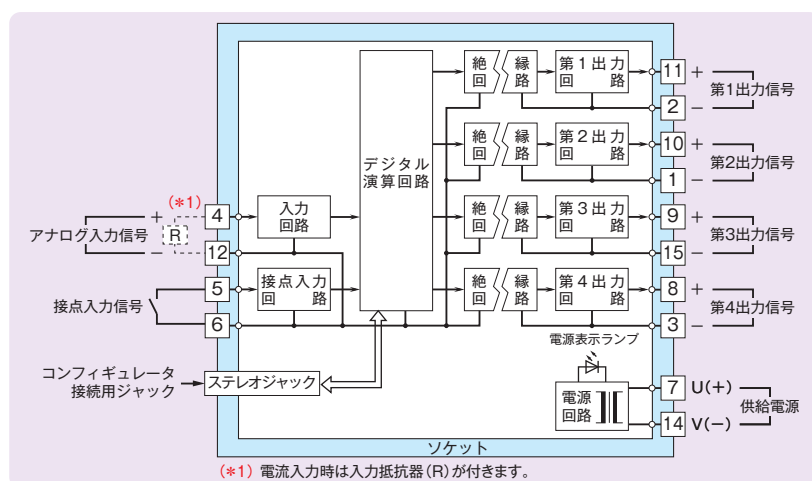 絶 縁 第1出力
回 路 回 路
11 +
第1出力信号
2 −
絶 縁 第2出力
回 路 回 路
10 +
第2出力信号
1 −
デジタル
演算回路
(*1)
+ 4
アナログ入力信号
R
− 12
入力
回路
絶 縁 第3出力
回 路 回 路
9 +
第3出力信号
15 −
5
接点入力信号
6
接点入力
回 路
絶 縁 第4出力
回 路 回 路
8 +
第4出力信号
3 −
電源表示ランプ
コンフィギュレータ
接続用ジャック
ステレオジャック
電源
回路
7 U(+)
供給電源
14 V(−)
ソケット
(*1) 電流入力時は入力抵抗器(R)が付きます。